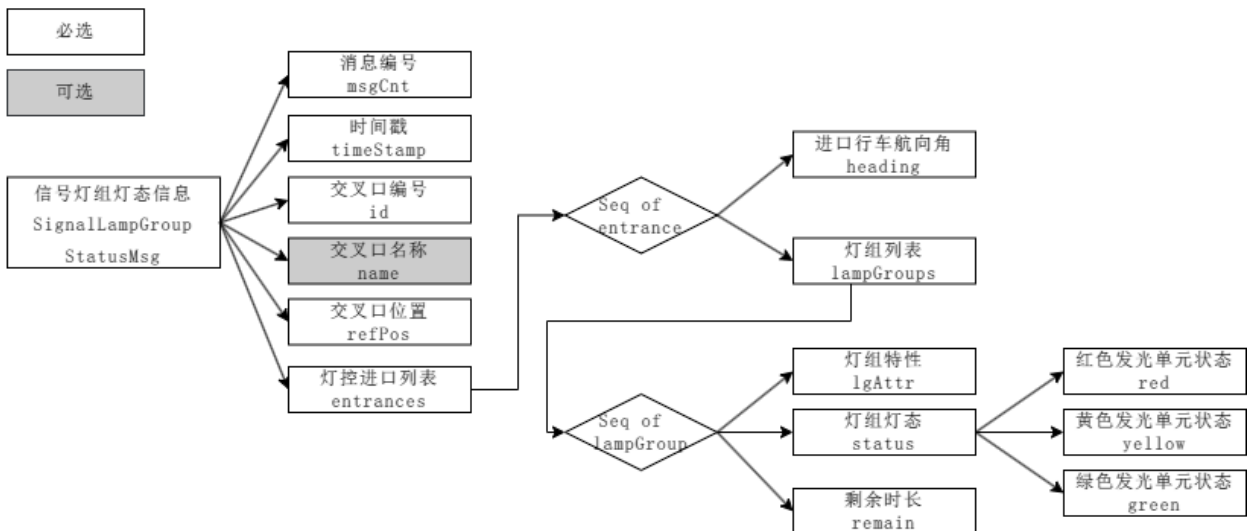 必选
可选
信号灯组灯态信息
SignalLampGroup
StatusMsg
消息编号
msgCnt
时间戳
timeStamp
交叉口编号
id
交叉口名称
name
交叉口位置
refPos
灯控进口列表
entrances
Seq of
entrance
进口行车航向角
heading
灯组列表
lampGroups
Seq of
lampGroup
灯组特性
lgAttr
灯组灯态
status
剩余时长
remain
红色发光单元状态
red
黄色发光单元状态
yellow
绿色发光单元状态
green